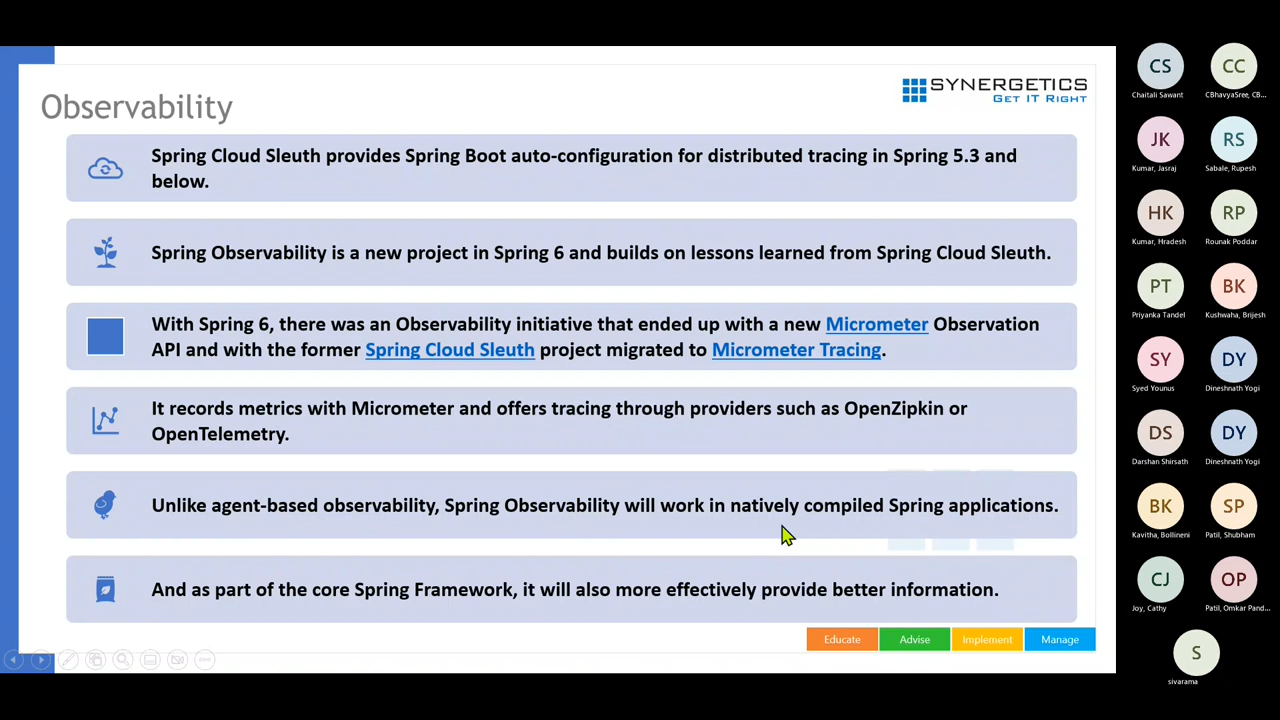 Observability
SYNERGETICS
GET IT RIGHT
Spring Cloud Sleuth provides Spring Boot auto-configuration for distributed tracing in Spring 5.3 and
below.
Spring Observability is a new project in Spring 6 and builds on lessons learned from Spring Cloud Sleuth.
With Spring 6, there was an Observability initiative that ended up with a new Micrometer Observation
API and with the former Spring Cloud Sleuth project migrated to Micrometer Tracing.
It records metrics with Micrometer and offers tracing through providers such as OpenZipkin or
OpenTelemetry.
Unlike agent-based observability, Spring Observability will work in natively compiled Spring applications.
And as part of the core Spring Framework, it will also more effectively provide better information.
Educate Advise Implement Manage
CS CC
Chaitali Sawant CBhavyaSree, CB...
JK RS
Kumar, Jasraj Sabale, Rupesh
HK RP
Kumar, Hradesh Rounak Poddar
PT BK
Priyanka Tandel Kushwaha, Brijesh
SY DY
Syed Younus Dineshnath Yogi
DS DY
Darshan Shirsath Dineshnath Yogi
BK SP
Kavitha, Bollineni Patil, Shubham
CJ OP
Joy, Cathy Patil, Omkar Pand...
S
sivarama